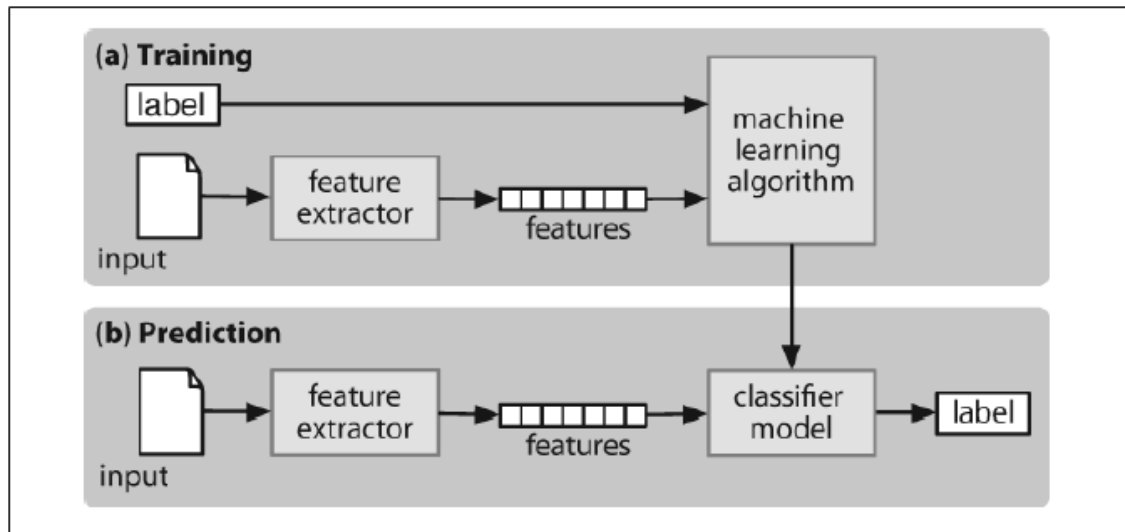 (a) Training
label
machine
learning
algorithm
feature
extractor
features
input
(b) Prediction
feature
extractor
features
classifier
model
label
input